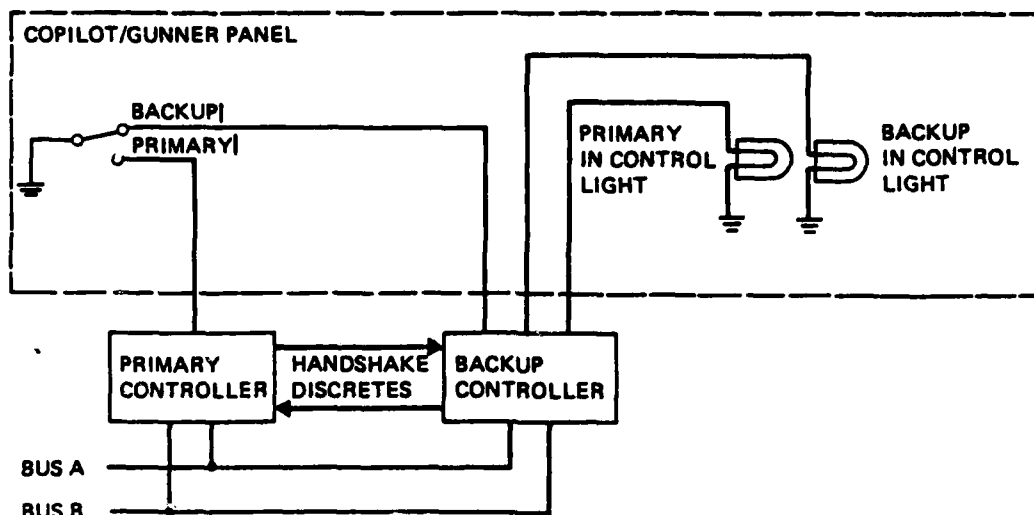 COPILOT/GUNNER PANEL
BACKUP
PRIMARY
PRIMARY
IN CONTROL
LIGHT
BACKUP
IN CONTROL
LIGHT
PRIMARY
CONTROLLER
HANDSHAKE
DISCRETES
BACKUP
CONTROLLER
BUS A
BUS B